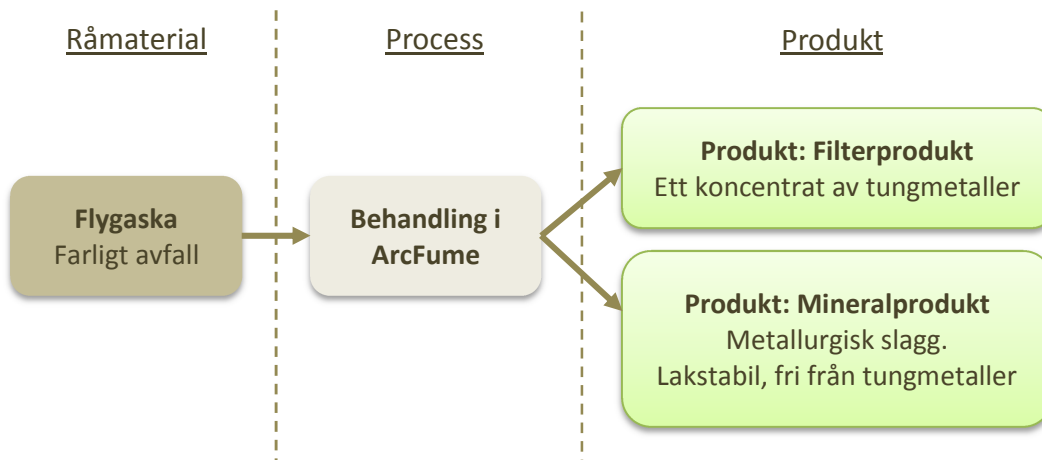 Råmaterial
Process
Produkt
Flygaska
Farligt avfall
Behandling i
ArcFume
Produkt: Filterprodukt
Ett koncentrat av tungmetaller
Produkt: Mineralprodukt
Metallurgisk slagg.
Lakstabil, fri från tungmetaller